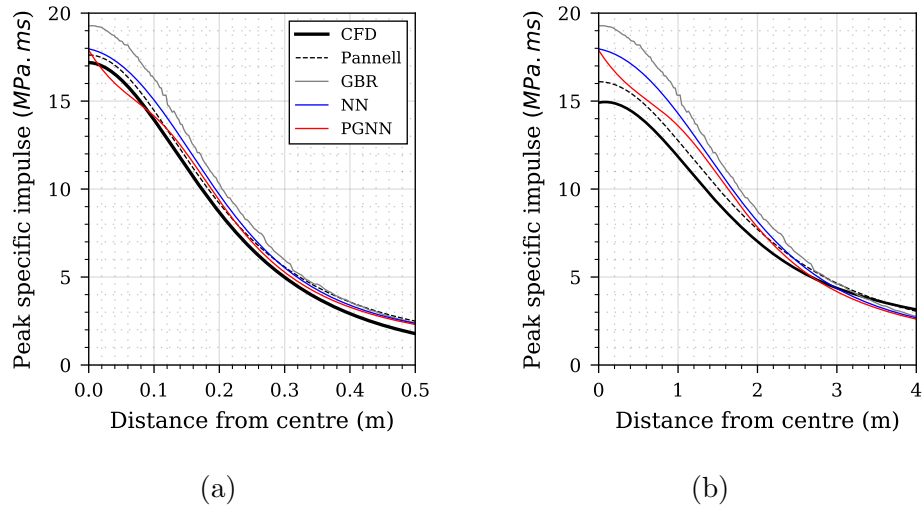 Peak specific impulse (MPa.ms)
20
15
10
5
0
0.0 0.1 0.2 0.3 0.4 0.5
Distance from centre (m)
CFD
Pannell
GBR
NN
PGNN
(a)
Peak specific impulse (MPa.ms)
20
15
10
5
0
0 1 2 3 4
Distance from centre (m)
(b)